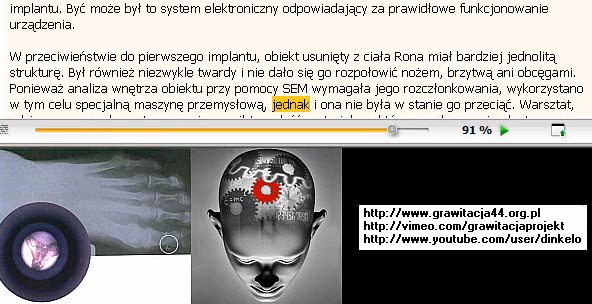 implantu. Być może był to system elektroniczny odpowiadający za prawidłowe funkcjonowanie
urządzenia.
W przeciwieństwie do pierwszego implantu, obiekt usunięty z ciała Rona miał bardziej jednolitą
strukturę. Był również niezwykle twardy i nie dało się go rozpołowić nożem, brzytwą ani obcęgami.
Ponieważ analiza wnętrza obiektu przy pomocy SEM wymagała jego rozczłonkowania, wykorzystano
w tym celu specjalną maszynę przemysłową, jednak i ona nie była w stanie go przeciąć. Warsztat,
91 %
http://www.grawitacja44.org.pl
http://vimeo.com/grawitacjaprojekt
http://www.youtube.com/user/dinkelo